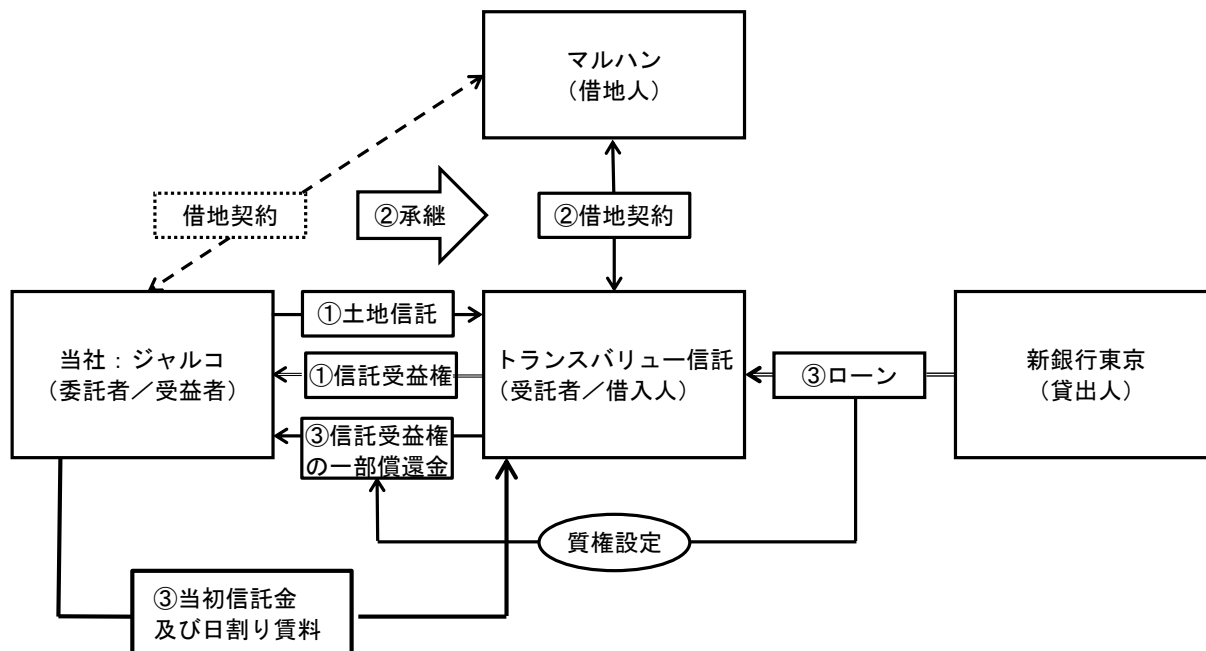 マルハン
（借地人）
借地契約
②承継
②借地契約
①土地信託
当社：ジャルコ
（委託者／受益者）
①信託受益権
トランスバリュー信託
（受託者／借入人）
③ローン
新銀行東京
（貸出人）
③信託受益権
の一部償還金
質権設定
③当初信託金
及び日割り賃料